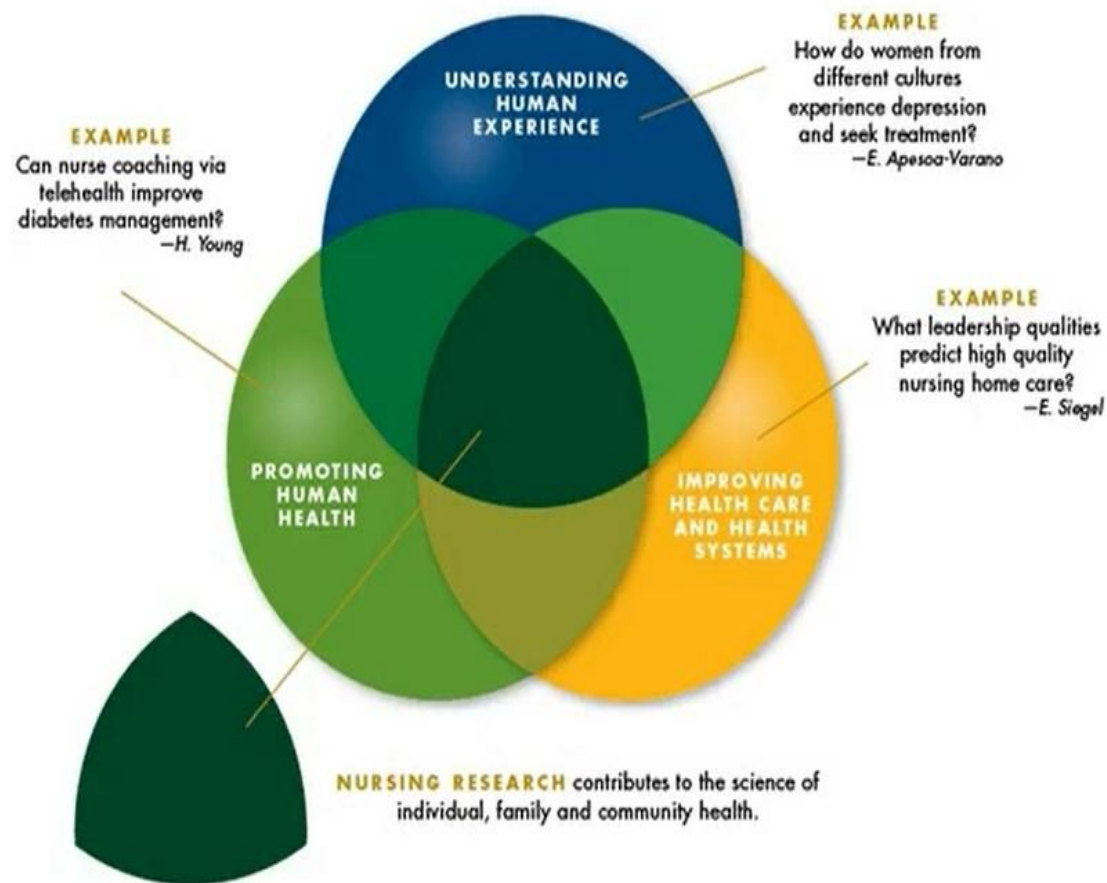 EXAMPLE
How do women from
different cultures
experience depression
and seek treatment?
—E. Apesoa-Varano
UNDERSTANDING
HUMAN
EXPERIENCE
EXAMPLE
Can nurse coaching via
telehealth improve
diabetes management?
—H. Young
EXAMPLE
What leadership qualities
predict high quality
nursing home care?
—E. Siegel
PROMOTING
HUMAN
HEALTH
IMPROVING
HEALTH CARE
AND HEALTH
SYSTEMS
NURSING RESEARCH contributes to the science of
individual, family and community health.